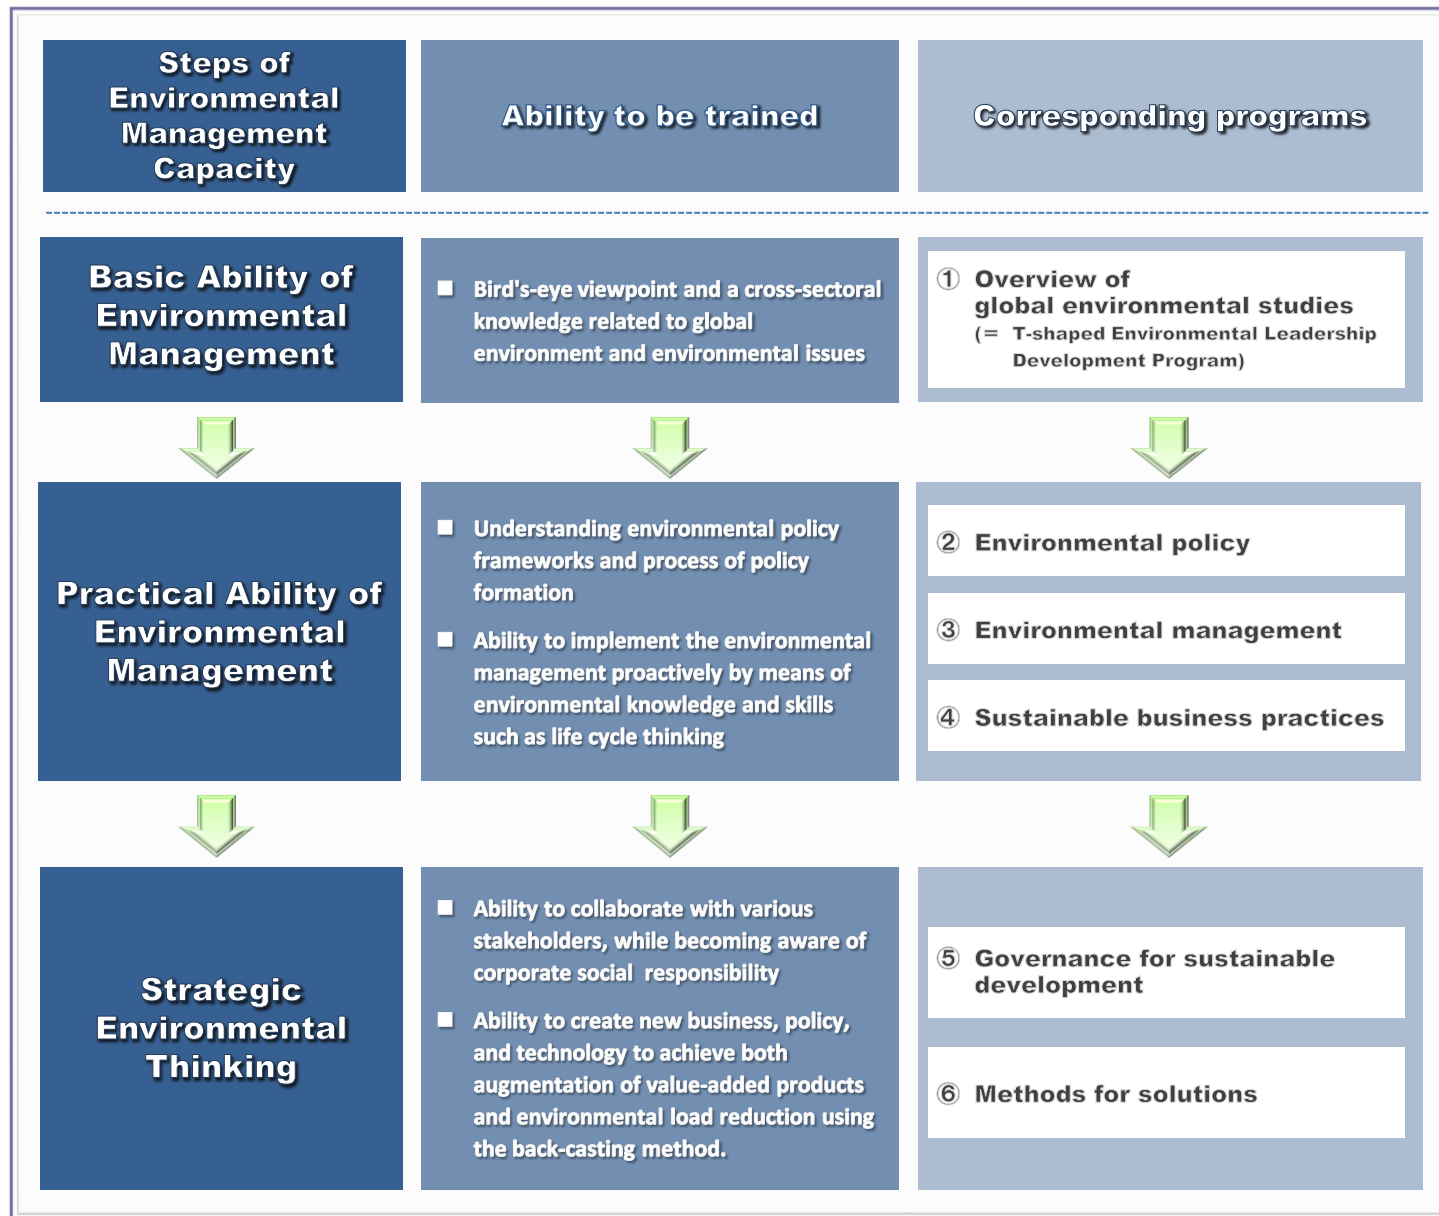 Steps of
Environmental
Management
Capacity
Ability to be trained
Corresponding programs
Basic Ability of
Environmental
Management
■ Bird's-eye viewpoint and a cross-sectoral
knowledge related to global
environment and environmental issues
① Overview of
global environmental studies
(= T-shaped Environmental Leadership
Development Program)
Practical Ability of
Environmental
Management
■ Understanding environmental policy
frameworks and process of policy
formation
■ Ability to implement the environmental
management proactively by means of
environmental knowledge and skills
such as life cycle thinking
② Environmental policy
③ Environmental management
④ Sustainable business practices
Strategic
Environmental
Thinking
■ Ability to collaborate with various
stakeholders, while becoming aware of
corporate social responsibility
■ Ability to create new business, policy,
and technology to achieve both
augmentation of value-added products
and environmental load reduction using
the back-casting method.
⑤ Governance for sustainable
development
⑥ Methods for solutions